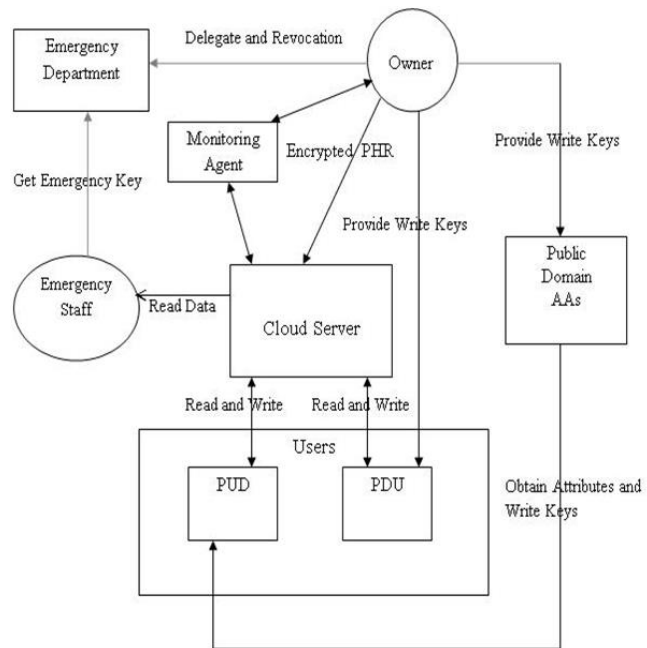 Delegate and Revocation
Emergency
Department
Owner
Monitoring
Agent
Encrypted PHR
Provide Write Keys
Get Emergency Key
Provide Write Keys
Public
Domain
AAs
Emergency
Staff
Read Data
Cloud Server
Read and Write
Read and Write
Users
PUD
PDU
Obtain Attributes and
Write Keys